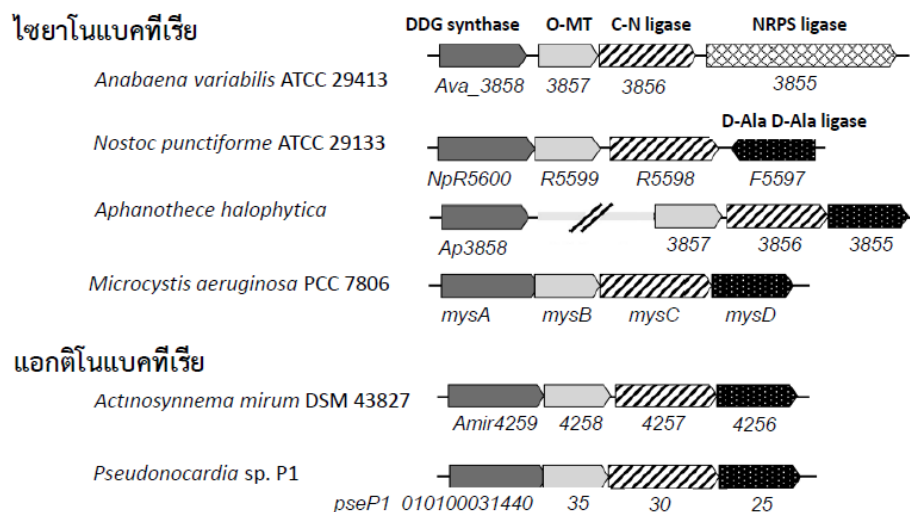 ไซยาโนแบคทีเรีย
DDG synthase O-MT C-N ligase NRPS ligase
Anabaena variabilis ATCC 29413
Ava_3858 3857 3856 3855
D-Ala D-Ala ligase
Nostoc punctiforme ATCC 29133
NpR5600 R5599 R5598 F5597
Aphanothece halophytica
Ap3858 3857 3856 3855
Microcystis aeruginosa PCC 7806
mysA mysB mysC mysD
แอกติโนแบคทีเรีย
Actinosynnema mirum DSM 43827
Amir4259 4258 4257 4256
Pseudonocardia sp. P1
pseP1_010100031440 35 30 25